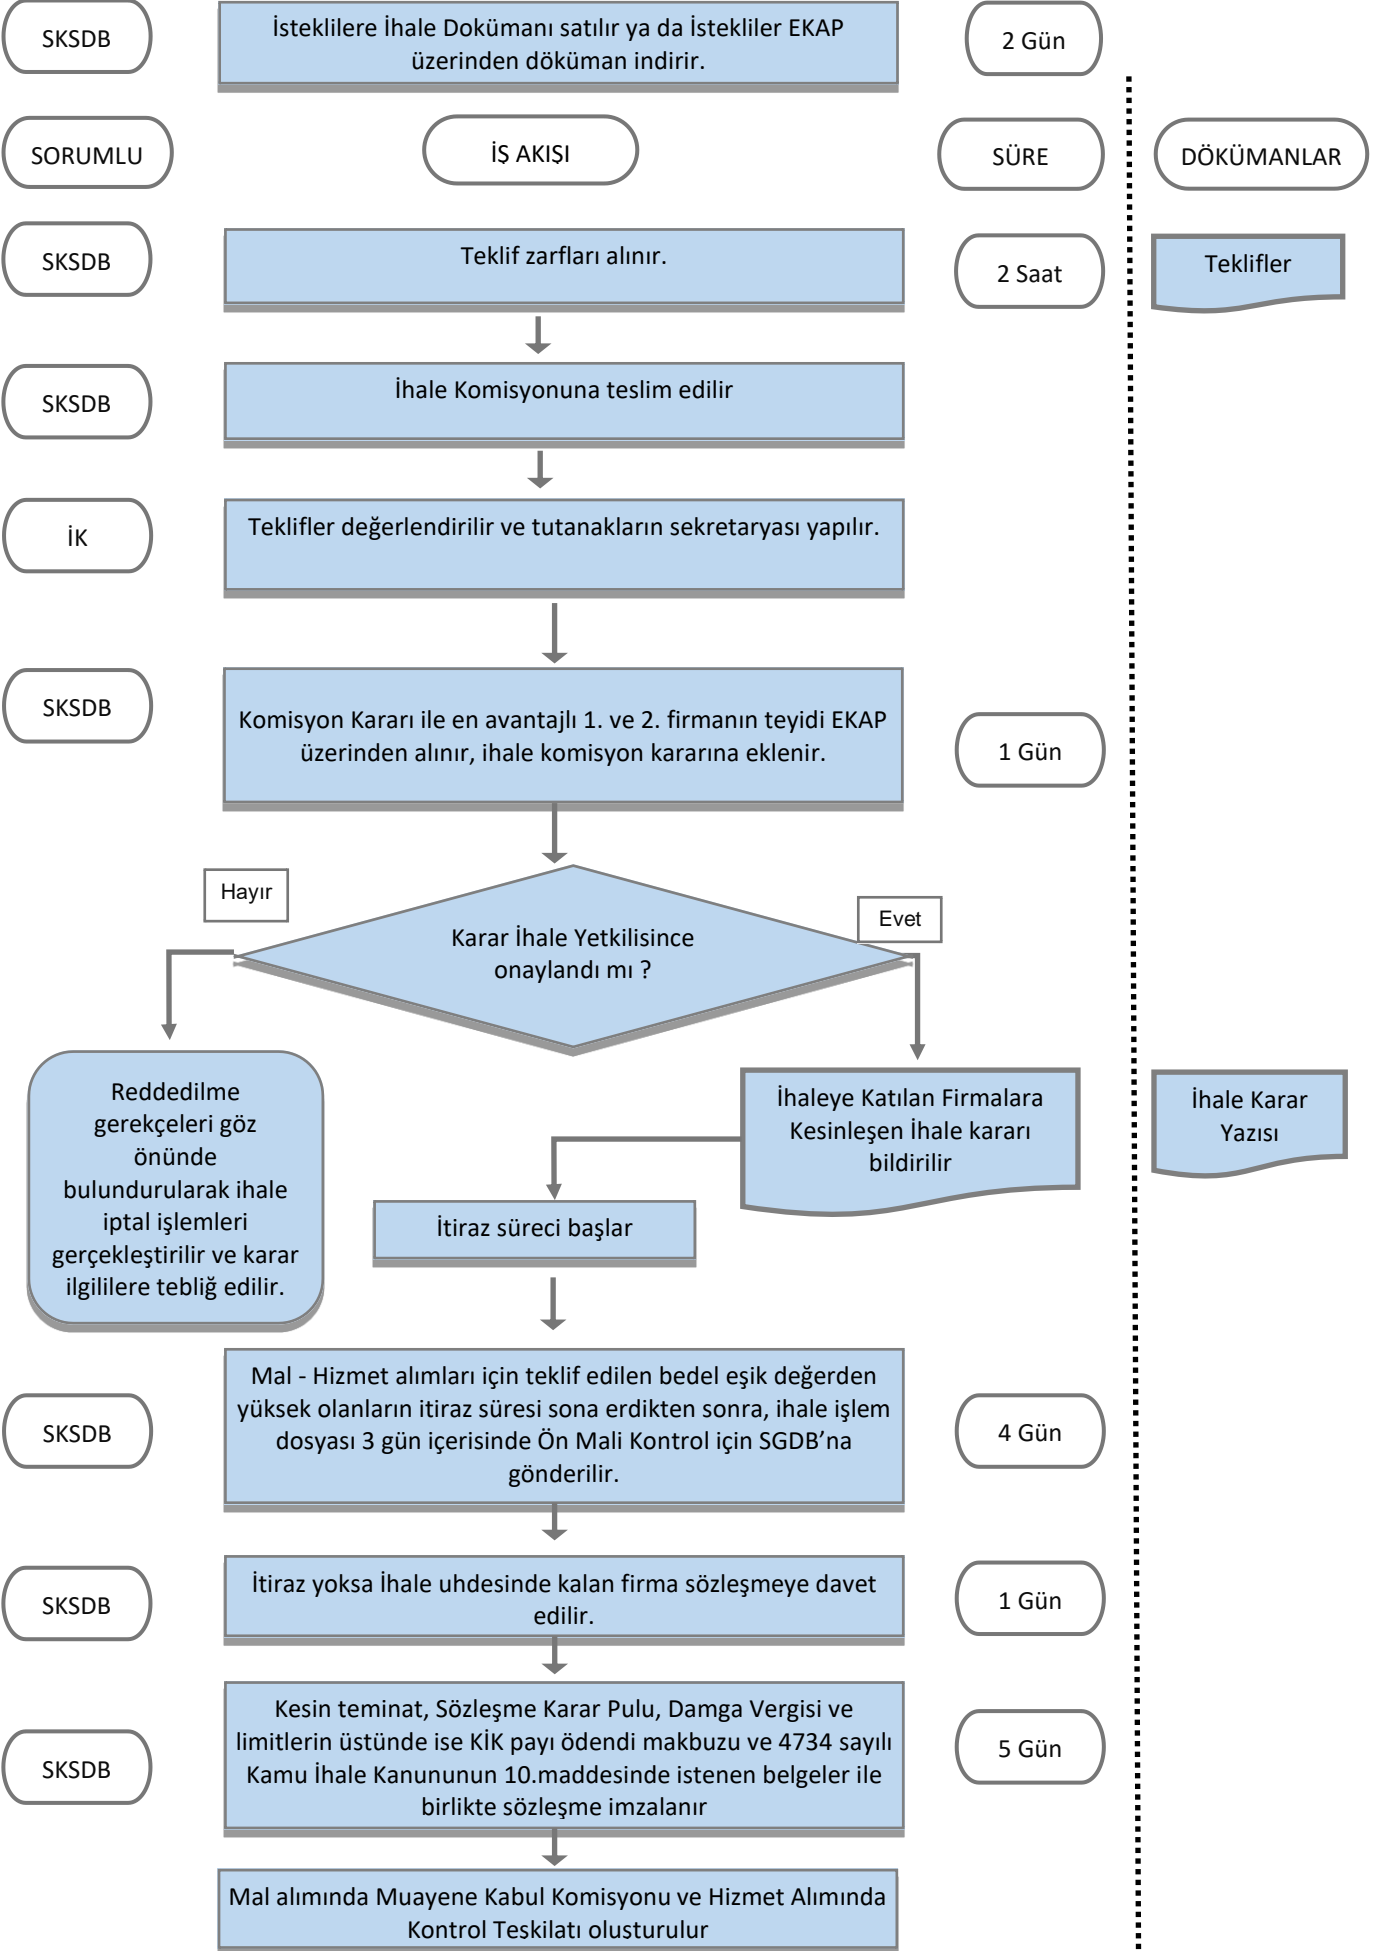 SKSDB
İsteklilere İhale Dokümanı satılır ya da İstekliler EKAP
üzerinden döküman indirir.
2 Gün
SORUMLU
İŞ AKIŞI
SÜRE
DÖKÜMANLAR
SKSDB
Teklif zarfları alınır.
2 Saat
Teklifler
SKSDB
İhale Komisyonuna teslim edilir
İK
Teklifler değerlendirilir ve tutanakların sekretaryası yapılır.
SKSDB
Komisyon Kararı ile en avantajlı 1. ve 2. firmanın teyidi EKAP
üzerinden alınır, ihale komisyon kararına eklenir.
1 Gün
Hayır
Evet
Karar İhale Yetkilisince
onaylandı mı ?
Reddedilme
gerekçeleri göz
önünde
bulundurularak ihale
iptal işlemleri
gerçekleştirilir ve karar
ilgililere tebliğ edilir.
İhaleye Katılan Firmalara
Kesinleşen İhale kararı
bildirilir
İhale Karar
Yazısı
İtiraz süreci başlar
SKSDB
Mal - Hizmet alımları için teklif edilen bedel eşik değerden
yüksek olanların itiraz süresi sona erdikten sonra, ihale işlem
dosyası 3 gün içerisinde Ön Mali Kontrol için SGDB’na
gönderilir.
4 Gün
SKSDB
İtiraz yoksa İhale uhdesinde kalan firma sözleşmeye davet
edilir.
1 Gün
SKSDB
Kesin teminat, Sözleşme Karar Pulu, Damga Vergisi ve
limitlerin üstünde ise KİK payı ödendi makbuzu ve 4734 sayılı
Kamu İhale Kanununun 10.maddesinde istenen belgeler ile
birlikte sözleşme imzalanır
5 Gün
Mal alımında Muayene Kabul Komisyonu ve Hizmet Alımında
Kontrol Teşkilatı oluşturulur